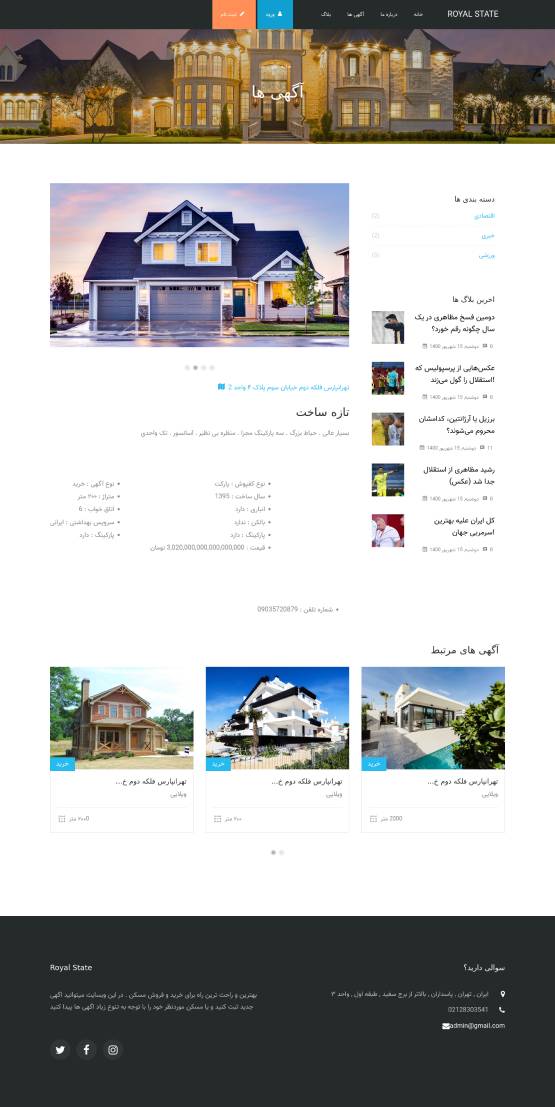 ROYAL STATE
خانه
درباره ما
آگهی ها
بلاگ
ورود
ثبت نام
آگهی ها
دسته بندی ها
اقتصادی (2)
خبری (2)
ورزشی
اخرین بلاگ ها
دومین فسخ مظاهری در یک
سال چگونه رقم خورد؟
0 دوشنبه, 15 شهریور 1400
عکس‌هایی از پرسپولیس که
استقلال را گول می‌زند!
0 دوشنبه, 15 شهریور 1400
برزیل یا آرژانتین، کدامشان
محروم می‌شوند؟
11 دوشنبه, 15 شهریور 1400
رشید مظاهری از استقلال
جدا شد (عکس)
0 دوشنبه, 15 شهریور 1400
کل ایران علیه بهترین
اسرمربی جهان
0 دوشنبه, 15 شهریور 1400
تهرانپارس فلکه دوم خیابان سوم پلاک ۴ واحد 2
تازه ساخت
بسیار عالی . حیاط بزرگ . سه پارکینگ مجزا . منظره بی نظیر . آسانسور . تک واحدی
نوع کفپوش : پارکت
سال ساخت : 1395
انباری : دارد
بالکن : ندارد
پارکینگ : دارد
قیمت : 3,020,000,000,000,000,000 تومان
نوع آگهی : خرید
متراژ : ۲۰۰ متر
اتاق خواب : 6
سرویس بهداشتی : ایرانی
پارکینگ : دارد
شماره تلفن : 09035720879
آگهی های مرتبط
خرید
تهرانپارس فلکه دوم خ...
ویلایی
2000 متر
خرید
تهرانپارس فلکه دوم خ...
ویلایی
۲۰۰ متر
خرید
تهرانپارس فلکه دوم خ...
ویلایی
۲۰۰0 متر
سوالی دارید؟
ایران , تهران , پاسداران , بالاتر از برج سفید , طبقه اول , واحد ۳
02128303541
admin@gmail.com
Royal State
بهترین و راحت ترین راه برای خرید و فروش مسکن . در این وبسایت میتوانید آگهی
جدید ثبت کنید و یا مسکن موردنظر خود را با توجه به تنوع زیاد آگهی ها پیدا کنید